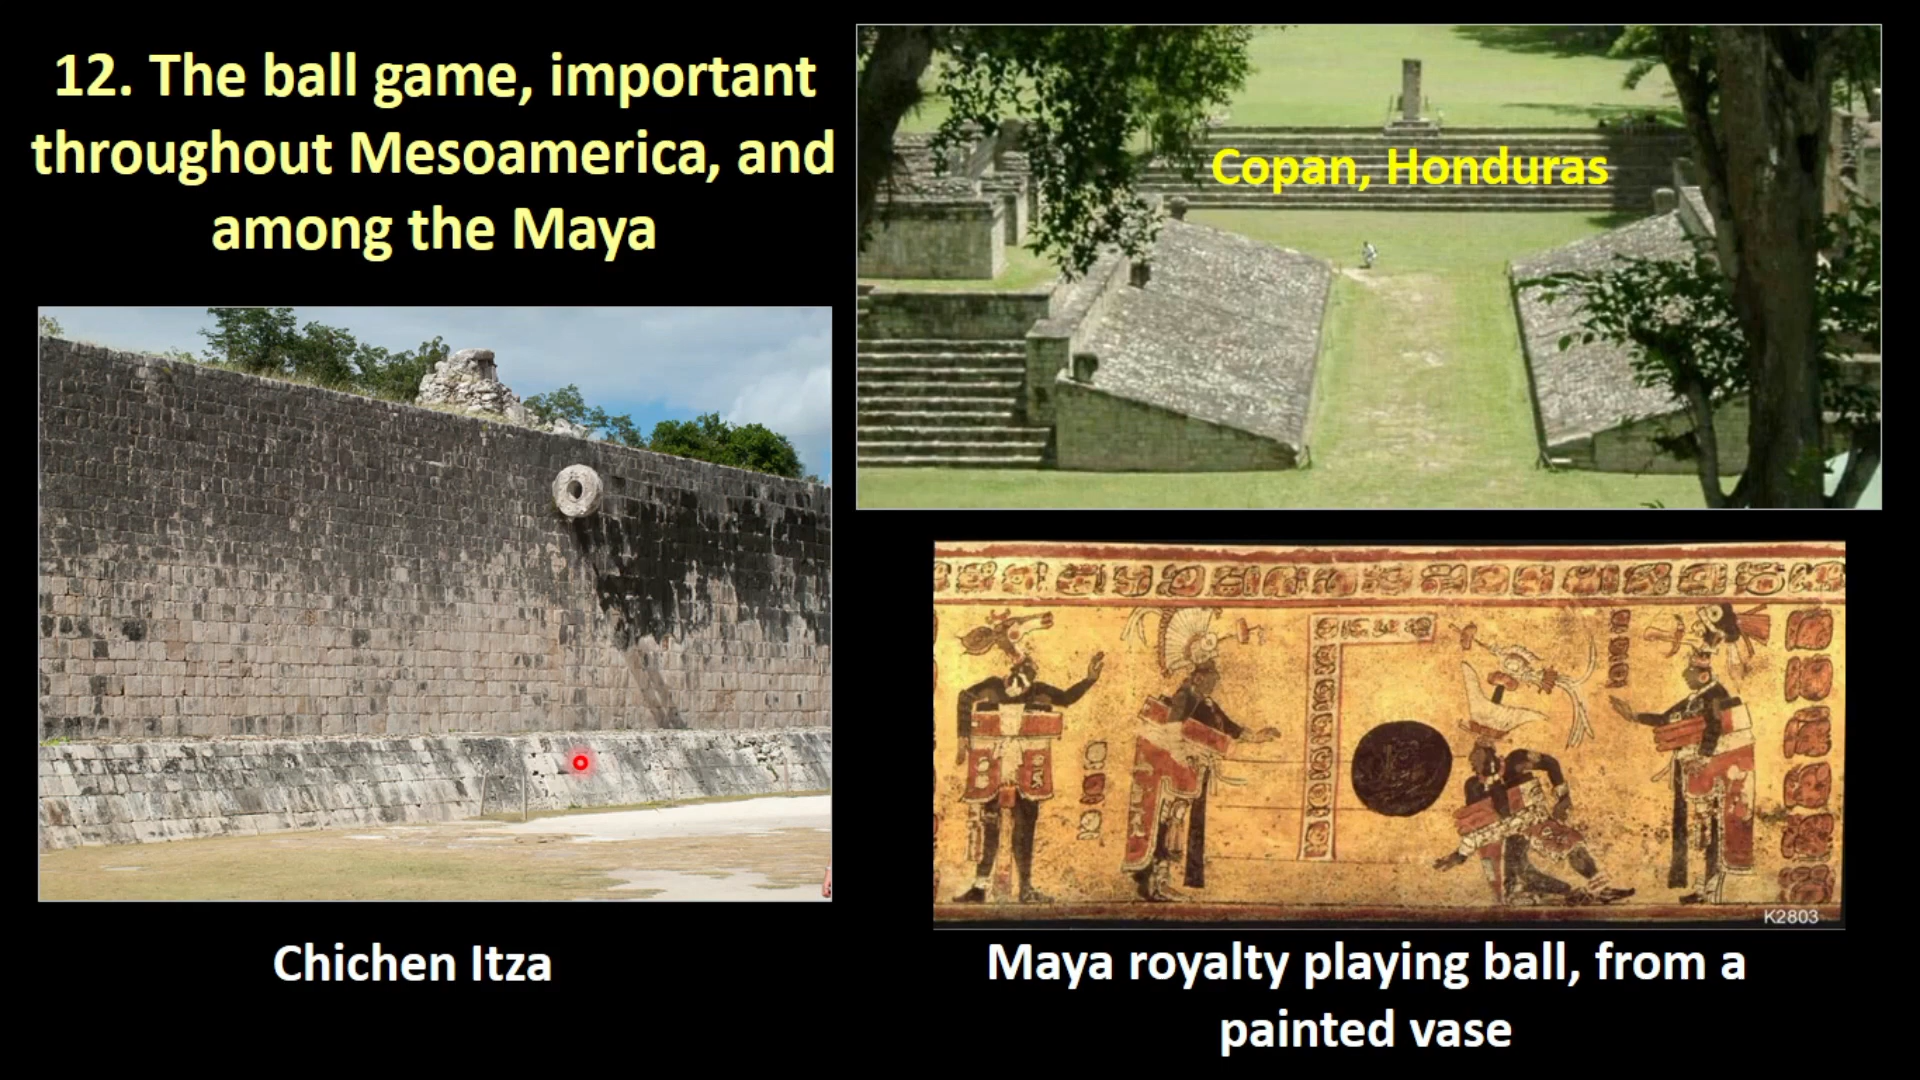 12. The ball game, important
throughout Mesoamerica, and
among the Maya
Copan, Honduras
K2803
Chichen Itza
Maya royalty playing ball, from a
painted vase